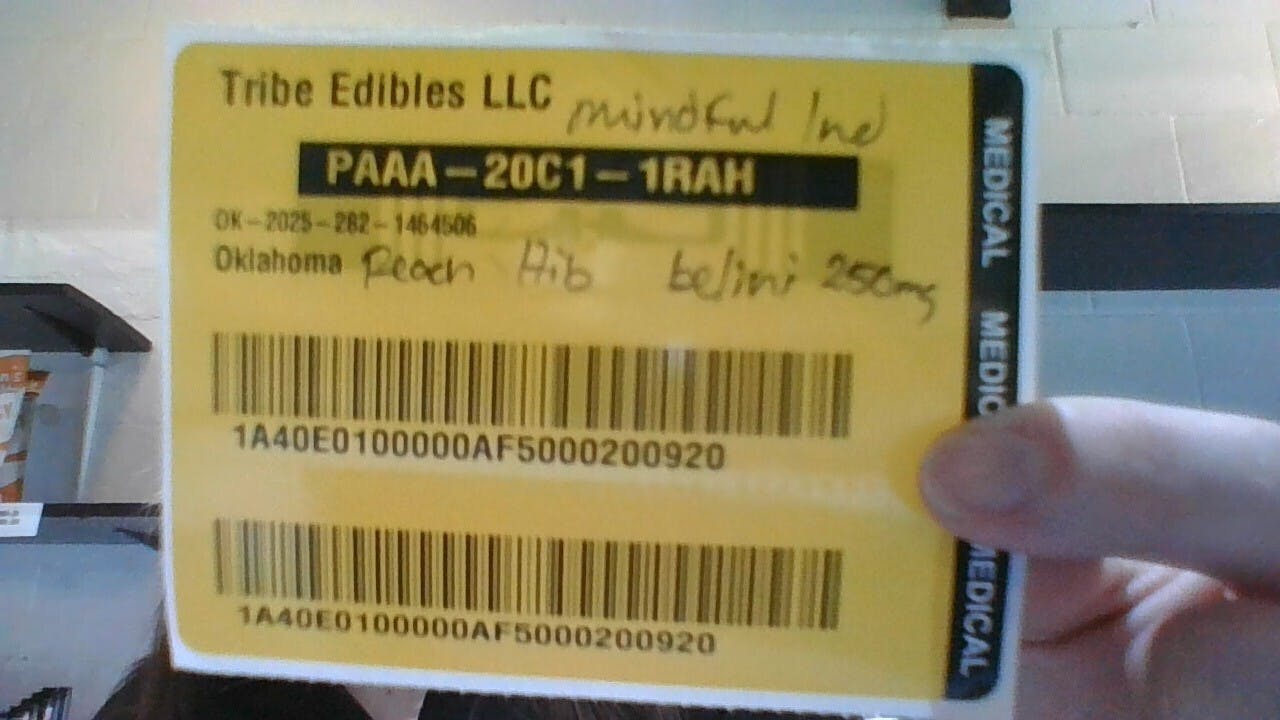 Tribe Edibles LLC mindful Ind
PAAA-20C1-1RAH
OK-2025-282-1464506
Oklahoma Peach Hib belini 250mg
1A40E0100000AF5000200920
1A40E0100000AF5000200920
MEDICAL MEDIC MEDICAL